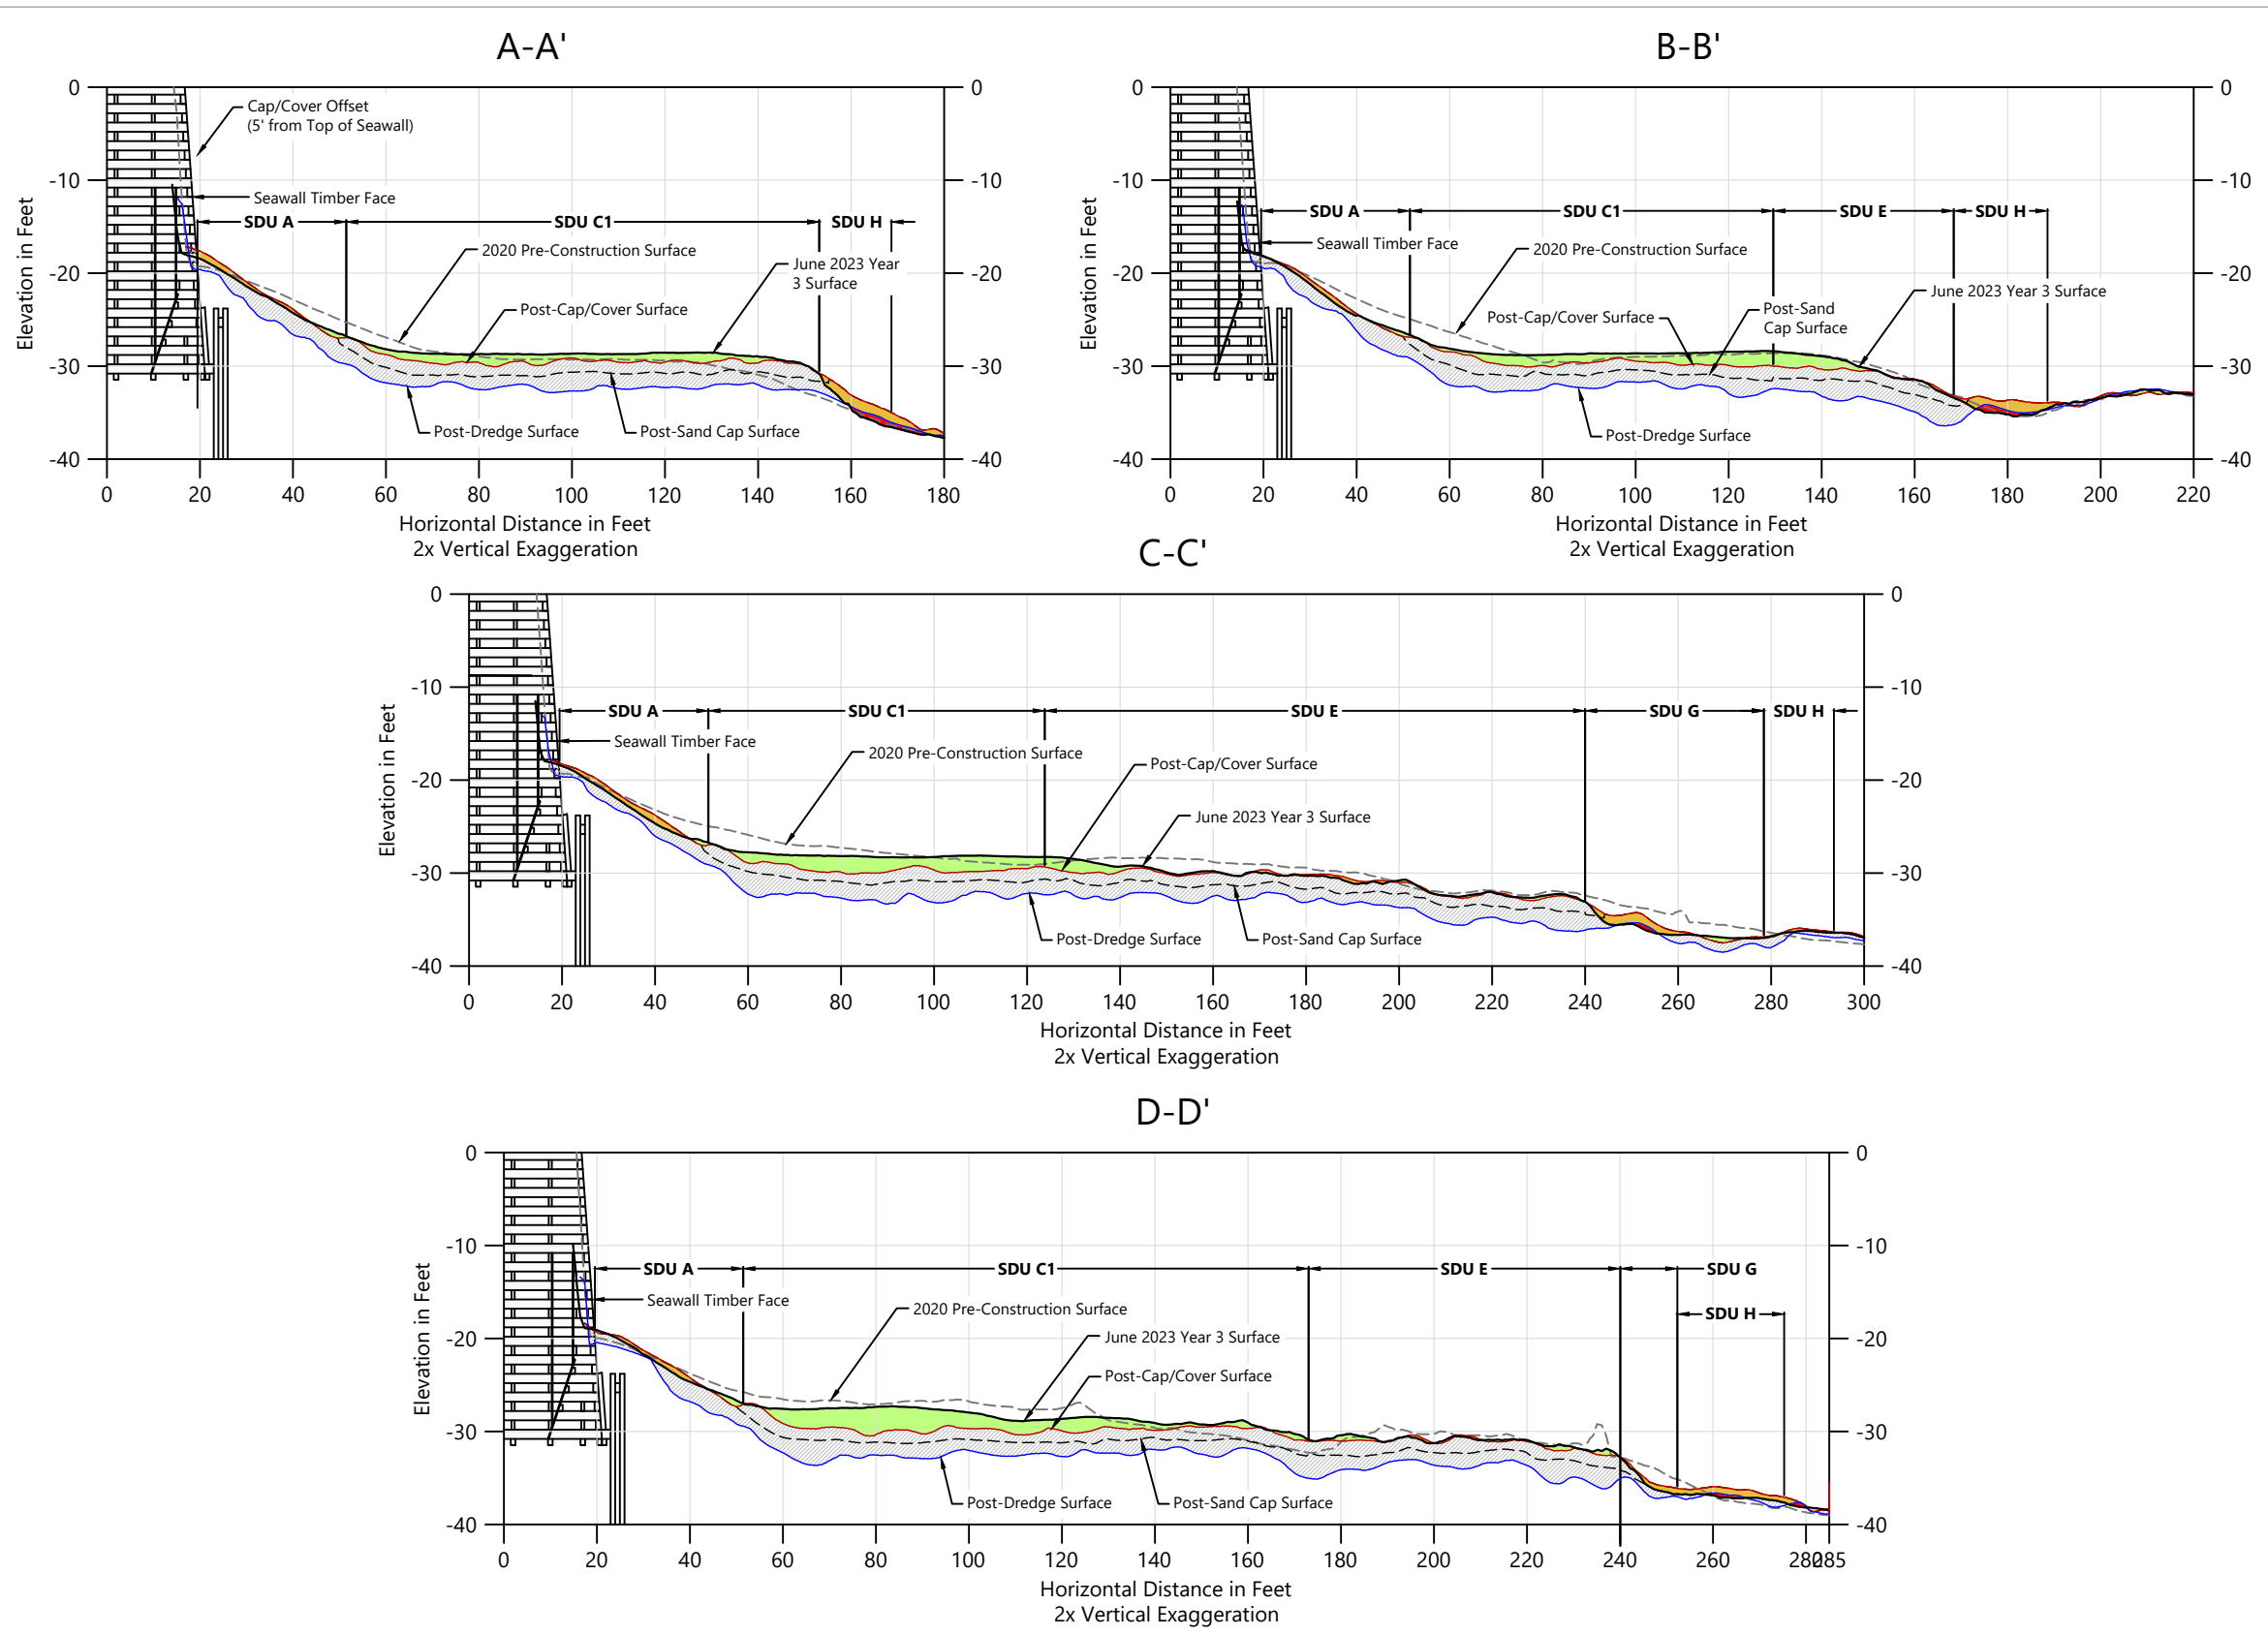 A-A'
0
-10
-20
-30
-40
Elevation in Feet
Cap/Cover Offset
(5' from Top of Seawall)
Seawall Timber Face
SDU A
SDU C1
SDU H
2020 Pre-Construction Surface
June 2023 Year
3 Surface
Post-Cap/Cover Surface
Post-Dredge Surface
Post-Sand Cap Surface
-0
-10
-20
-30
-40
0 20 40 60 80 100 120 140 160 180
Horizontal Distance in Feet
2x Vertical Exaggeration
B-B'
0
-10
-20
-30
-40
Elevation in Feet
SDU A
SDU C1
SDU E
SDU H
Seawall Timber Face
2020 Pre-Construction Surface
June 2023 Year 3 Surface
Post-Cap/Cover Surface
Post-Sand
Cap Surface
Post-Dredge Surface
-0
-10
-20
-30
-40
0 20 40 60 80 100 120 140 160 180 200 220
Horizontal Distance in Feet
2x Vertical Exaggeration
C-C'
0
-10
-20
-30
-40
Elevation in Feet
SDU A
SDU C1
SDU E
SDU G
SDU H
Seawall Timber Face
2020 Pre-Construction Surface
Post-Cap/Cover Surface
June 2023 Year 3 Surface
Post-Dredge Surface
Post-Sand Cap Surface
0
-10
-20
-30
-40
0 20 40 60 80 100 120 140 160 180 200 220 240 260 280 300
Horizontal Distance in Feet
2x Vertical Exaggeration
D-D'
0
-10
-20
-30
-40
Elevation in Feet
SDU A
SDU C1
SDU E
SDU G
SDU H
Seawall Timber Face
2020 Pre-Construction Surface
June 2023 Year 3 Surface
Post-Cap/Cover Surface
Post-Dredge Surface
Post-Sand Cap Surface
0
-10
-20
-30
-40
0 20 40 60 80 100 120 140 160 180 200 220 240 260 280 285
Horizontal Distance in Feet
2x Vertical Exaggeration